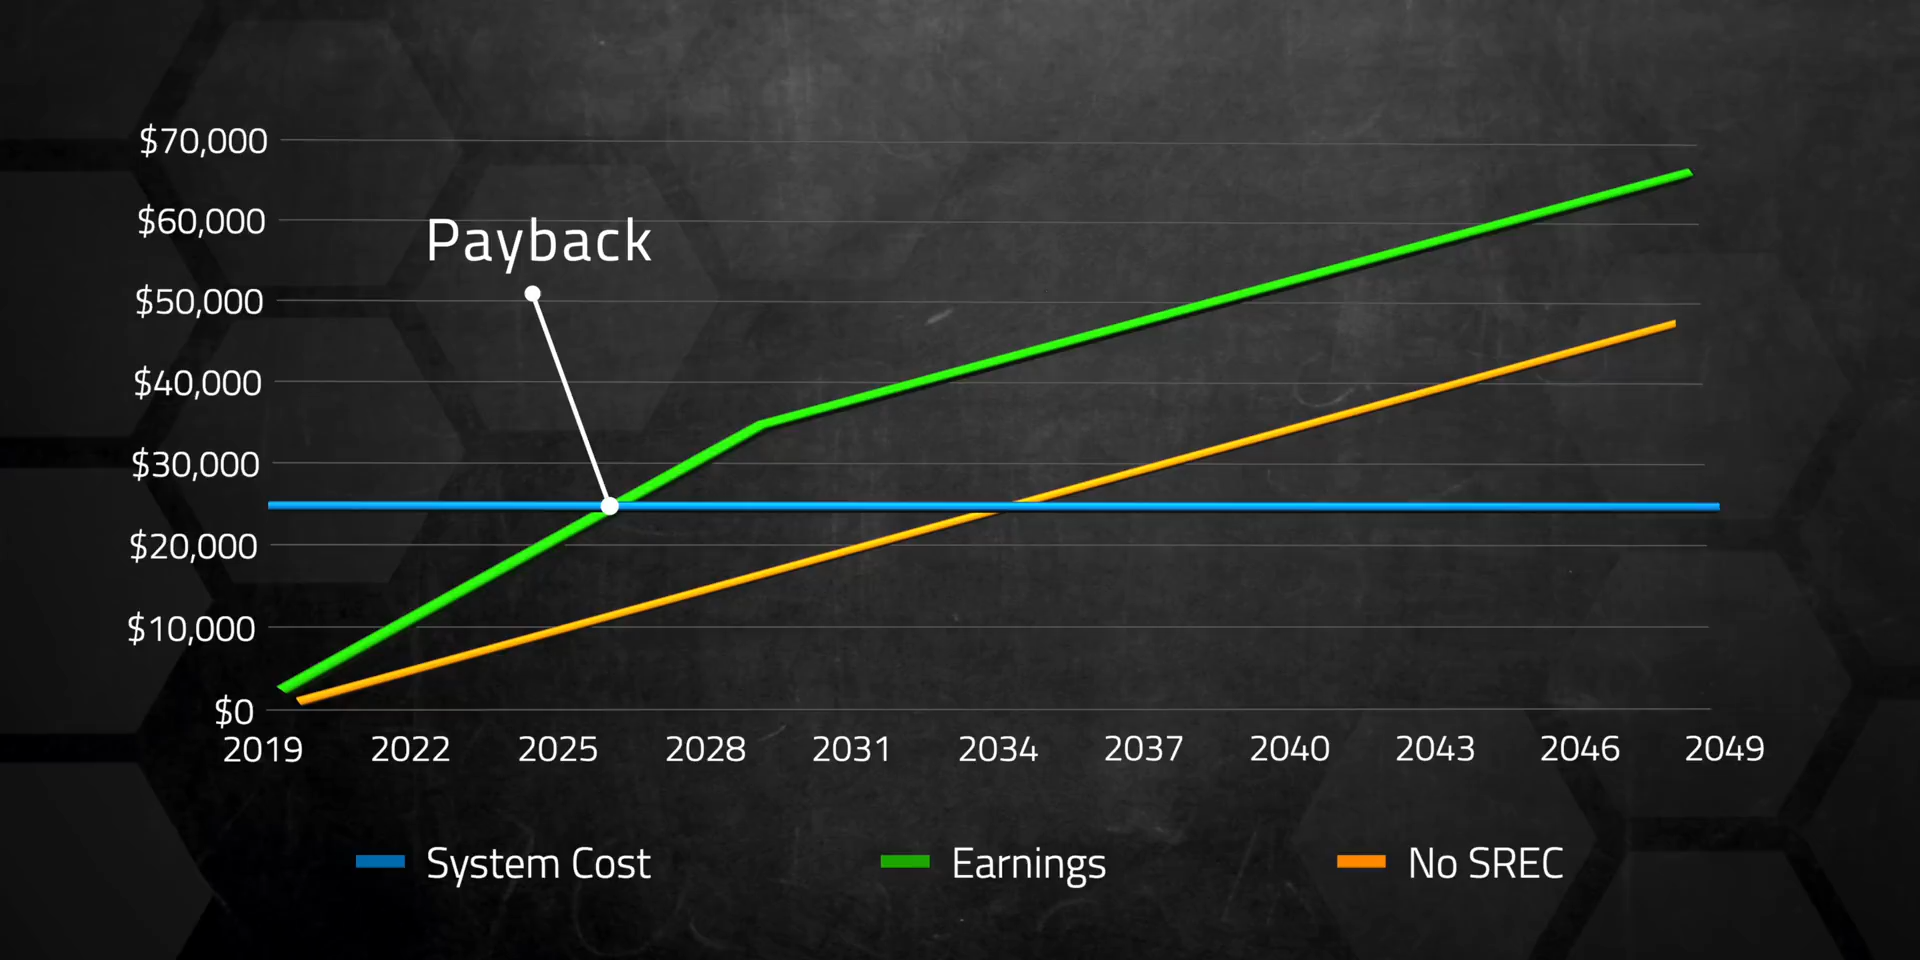 $70,000
$60,000
Payback
$50,000
$40,000
$30,000
$20,000
$10,000
$0
2019 2022 2025 2028 2031 2034 2037 2040 2043 2046 2049
System Cost Earnings No SREC